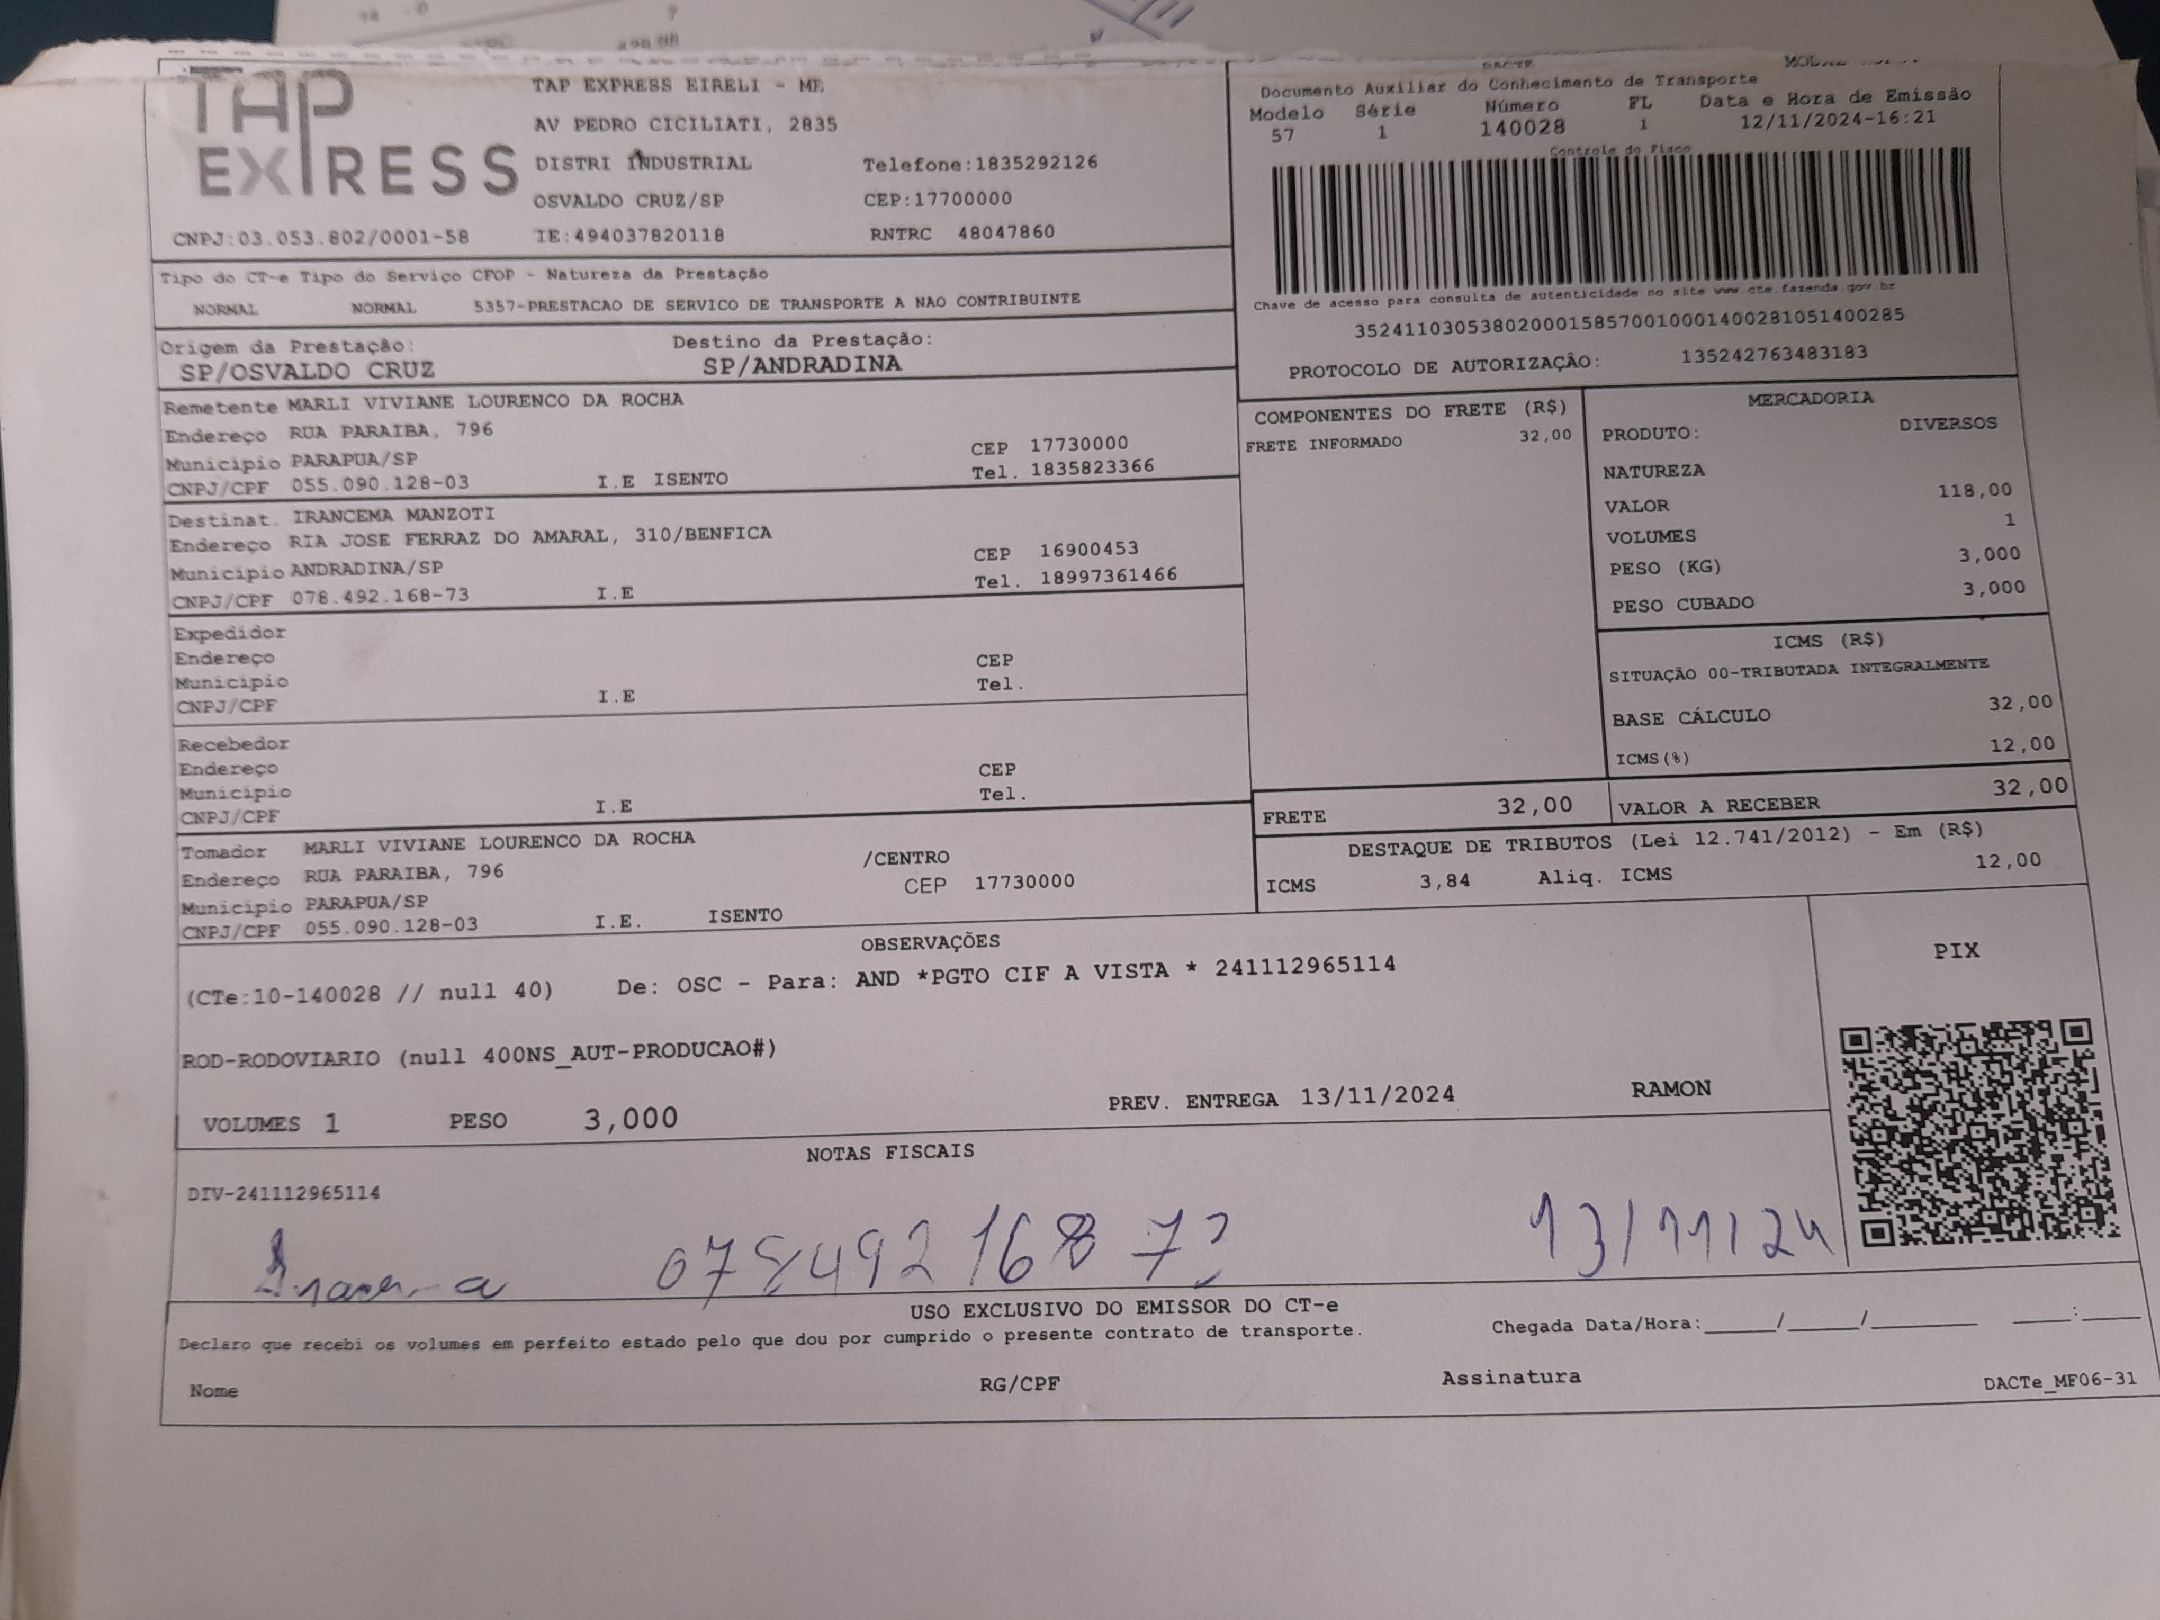 TAP EXPRESS
TAP EXPRESS EIRELI - ME
AV PEDRO CICILIATI, 2835
DISTRI INDUSTRIAL Telefone:1835292126
OSVALDO CRUZ/SP CEP:17700000
CNPJ:03.053.802/0001-58 IE:494037820118 RNTRC 48047860
DACTE
Documento Auxiliar do Conhecimento de Transporte
Modelo Série Número FL Data e Hora de Emissão
57 1 140028 1 12/11/2024-16:21
Controle do Fisco
Chave de acesso para consulta de autenticidade no site www.cte.fazenda.gov.br
35241103053802000158570010001400281051400285
PROTOCOLO DE AUTORIZAÇÃO: 135242763483183
Tipo do CT-e Tipo do Serviço CFOP - Natureza da Prestação
NORMAL NORMAL 5357-PRESTACAO DE SERVICO DE TRANSPORTE A NAO CONTRIBUINTE
Origem da Prestação: Destino da Prestação:
SP/OSVALDO CRUZ SP/ANDRADINA
Remetente MARLI VIVIANE LOURENCO DA ROCHA
Endereço RUA PARAIBA, 796
Município PARAPUA/SP CEP 17730000
CNPJ/CPF 055.090.128-03 I.E ISENTO Tel. 1835823366
Destinat. IRANCEMA MANZOTI
Endereço RIA JOSE FERRAZ DO AMARAL, 310/BENFICA
Município ANDRADINA/SP CEP 16900453
CNPJ/CPF 078.492.168-73 I.E Tel. 18997361466
Expedidor
Endereço
Município CEP
CNPJ/CPF I.E Tel.
Recebedor
Endereço
Município CEP
CNPJ/CPF I.E Tel.
Tomador MARLI VIVIANE LOURENCO DA ROCHA
Endereço RUA PARAIBA, 796 /CENTRO
Município PARAPUA/SP CEP 17730000
CNPJ/CPF 055.090.128-03 I.E. ISENTO
COMPONENTES DO FRETE (R$)
FRETE INFORMADO 32,00
MERCADORIA
PRODUTO: DIVERSOS
NATUREZA
VALOR 118,00
VOLUMES 1
PESO (KG) 3,000
PESO CUBADO 3,000
ICMS (R$)
SITUAÇÃO 00-TRIBUTADA INTEGRALMENTE
BASE CÁLCULO 32,00
ICMS(%) 12,00
FRETE 32,00 VALOR A RECEBER 32,00
DESTAQUE DE TRIBUTOS (Lei 12.741/2012) - Em (R$)
ICMS 3,84 Aliq. ICMS 12,00
OBSERVAÇÕES
(CTe:10-140028 // null 40) De: OSC - Para: AND *PGTO CIF A VISTA * 241112965114
ROD-RODOVIARIO (null 400NS_AUT-PRODUCAO#)
VOLUMES 1 PESO 3,000 PREV. ENTREGA 13/11/2024 RAMON
PIX
NOTAS FISCAIS
DIV-241112965114
078492168 73 13/11/24
USO EXCLUSIVO DO EMISSOR DO CT-e
Declaro que recebi os volumes em perfeito estado pelo que dou por cumprido o presente contrato de transporte. Chegada Data/Hora:_____/_____/_______ ____:____
Nome RG/CPF Assinatura DACTe_MF06-31